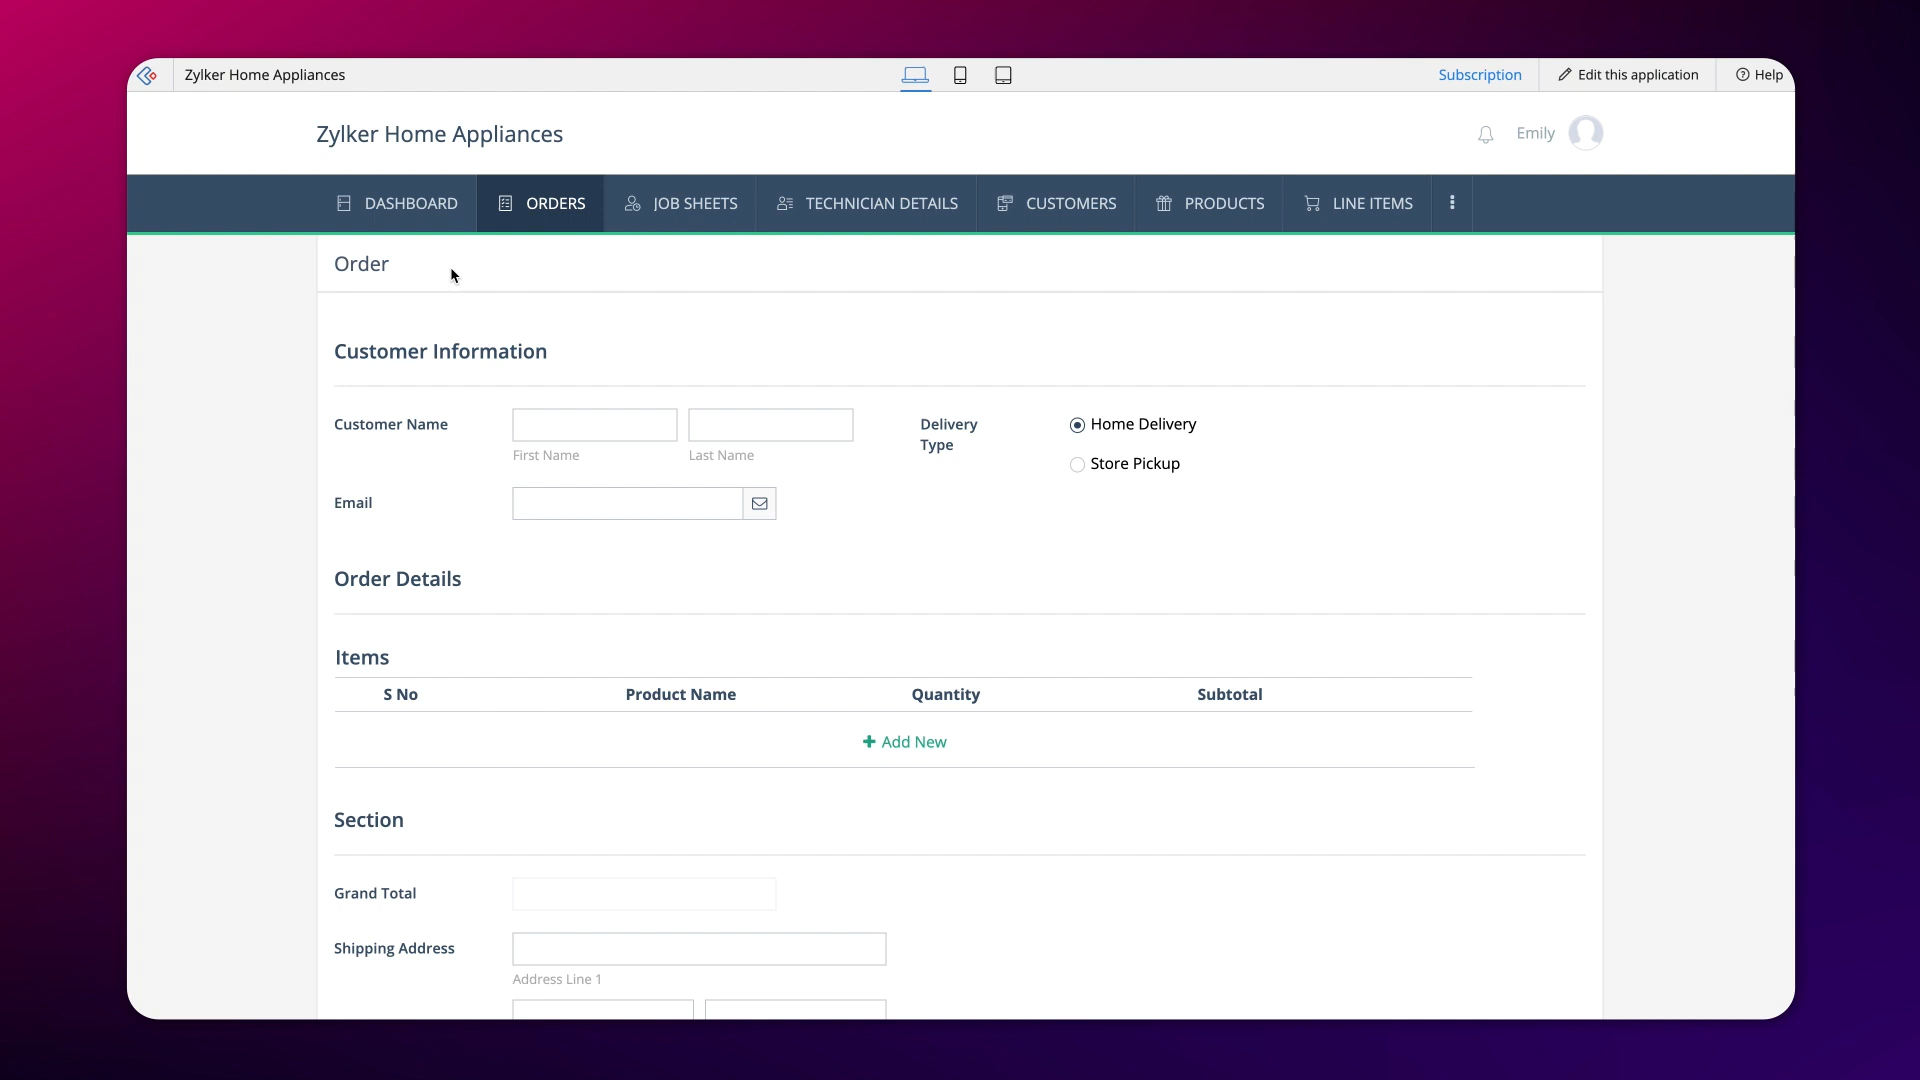 Zylker Home Appliances
Subscription
Edit this application
Help
Zylker Home Appliances
Emily
DASHBOARD ORDERS JOB SHEETS TECHNICIAN DETAILS CUSTOMERS PRODUCTS LINE ITEMS
Order
Customer Information
Customer Name
First Name
Last Name
Delivery
Type
Home Delivery
Store Pickup
Email
Order Details
Items
S No Product Name Quantity Subtotal
Add New
Section
Grand Total
Shipping Address
Address Line 1